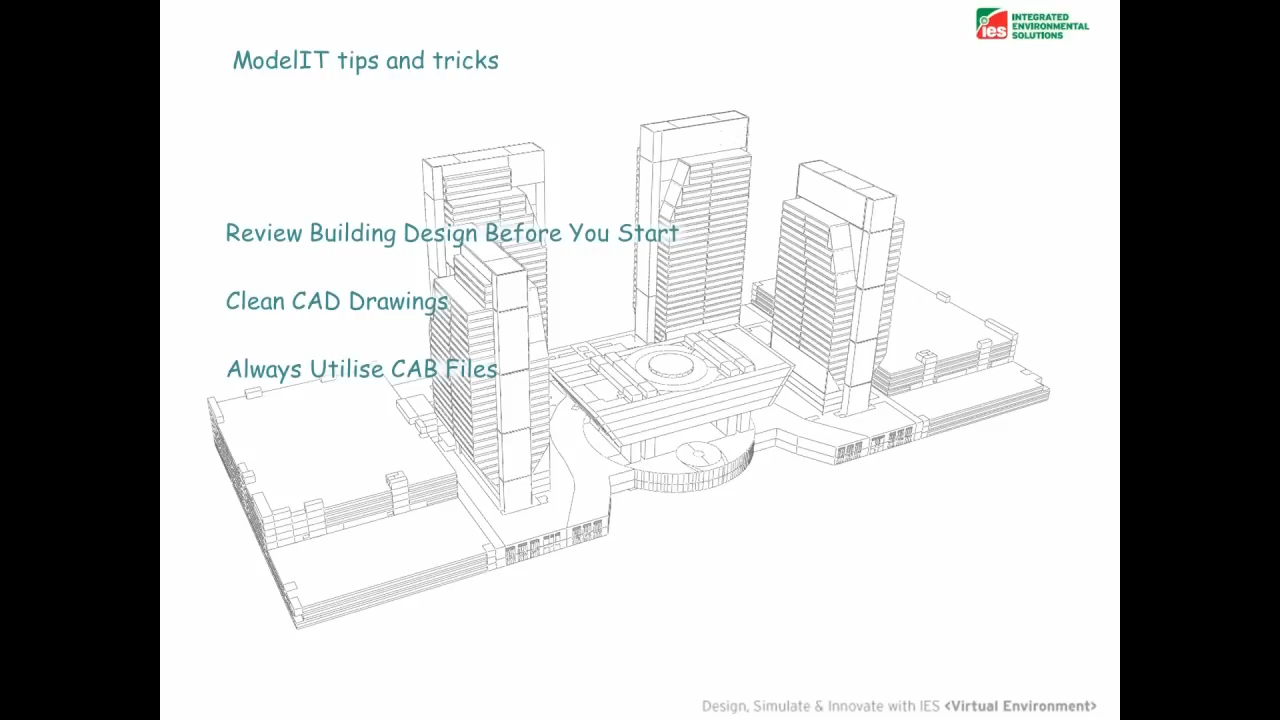 ies INTEGRATED
ENVIRONMENTAL
SOLUTIONS
ModelIT tips and tricks
Review Building Design Before You Start
Clean CAD Drawings
Always Utilise CAB Files
Design, Simulate & Innovate with IES <Virtual Environment>